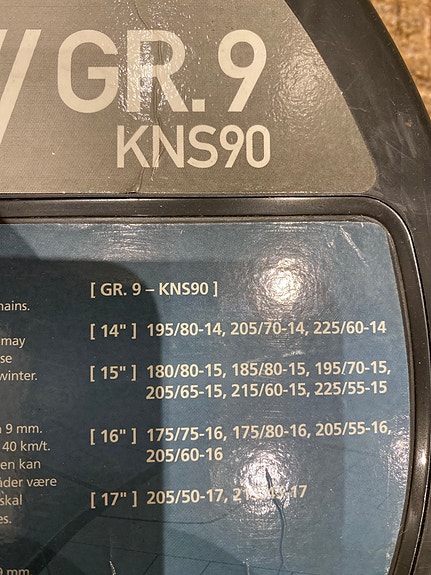 GR. 9
KNS90
[ GR. 9 – KNS90 ]
hains.
may
se
winter.
9 mm.
40 km/t.
en kan
åder være
skal
es.
9 mm
[ 14" ] 195/80-14, 205/70-14, 225/60-14
[ 15" ] 180/80-15, 185/80-15, 195/70-15,
205/65-15, 215/60-15, 225/55-15
[ 16" ] 175/75-16, 175/80-16, 205/55-16,
205/60-16
[ 17" ] 205/50-17,